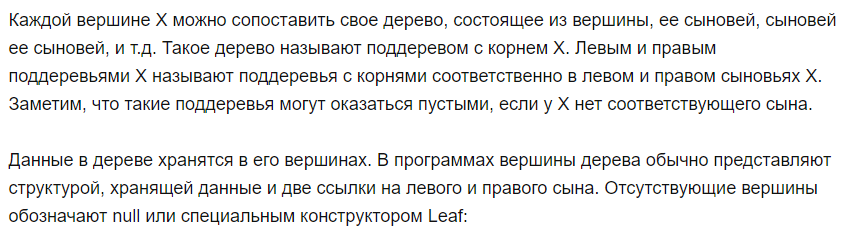 Каждой вершине X можно сопоставить свое дерево, состоящее из вершины, ее сыновей, сыновей
ее сыновей, и т.д. Такое дерево называют поддеревом с корнем X. Левым и правым
поддеревьями X называют поддеревья с корнями соответственно в левом и правом сыновьях X.
Заметим, что такие поддеревья могут оказаться пустыми, если у X нет соответствующего сына.
Данные в дереве хранятся в его вершинах. В программах вершины дерева обычно представляют
структурой, хранящей данные и две ссылки на левого и правого сына. Отсутствующие вершины
обозначают null или специальным конструктором Leaf: